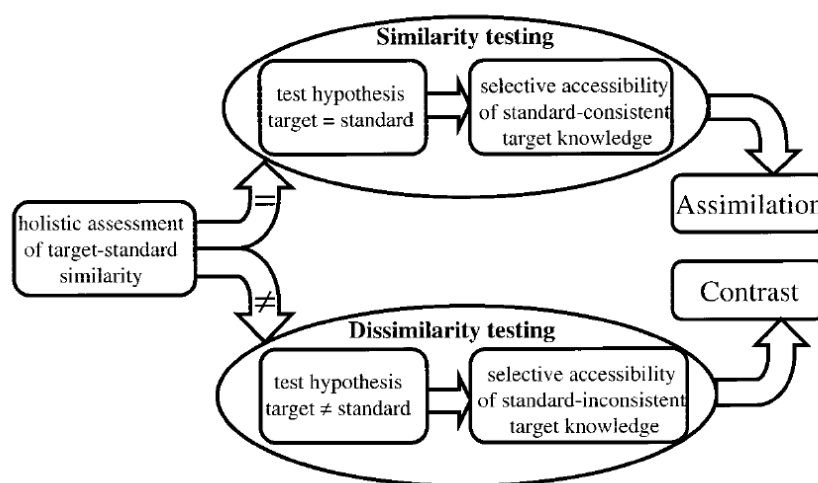 Similarity testing
test hypothesis
target = standard
selective accessibility
of standard-consistent
target knowledge
Assimilation
holistic assessment
of target-standard
similarity
=
≠
Contrast
Dissimilarity testing
test hypothesis
target ≠ standard
selective accessibility
of standard-inconsistent
target knowledge